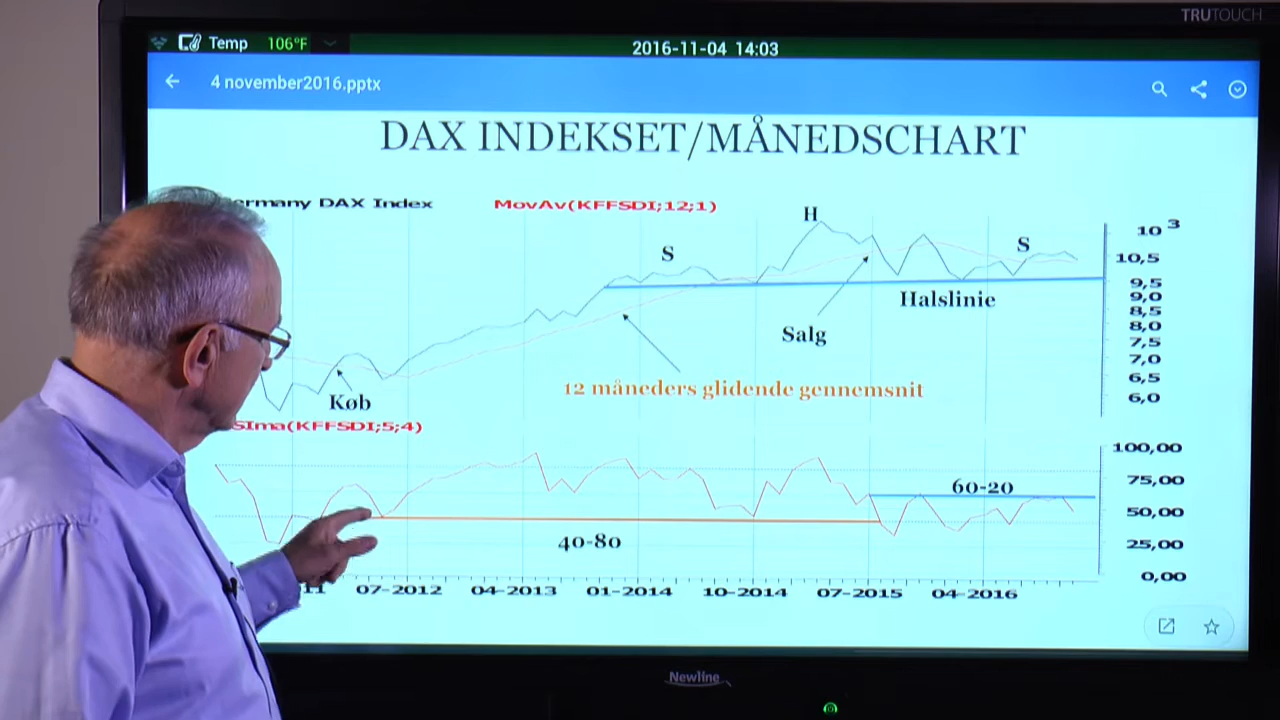 TRUTOUCH
Temp 106°F 2016-11-04 14:03
4 november2016.pptx
DAX INDEKSET/MÅNEDSCHART
ermany DAX Index MovAv(KFFSDI;12;1)
H
S
S
10 3
10,5
9,5
9,0
8,5
8,0
7,5
7,0
6,5
6,0
Halslinie
Salg
12 måneders glidende gennemsnit
Køb
SIma(KFFSDI;5;4)
100,00
75,00
50,00
25,00
0,00
60-20
40-80
11 07-2012 04-2013 01-2014 10-2014 07-2015 04-2016
Newline